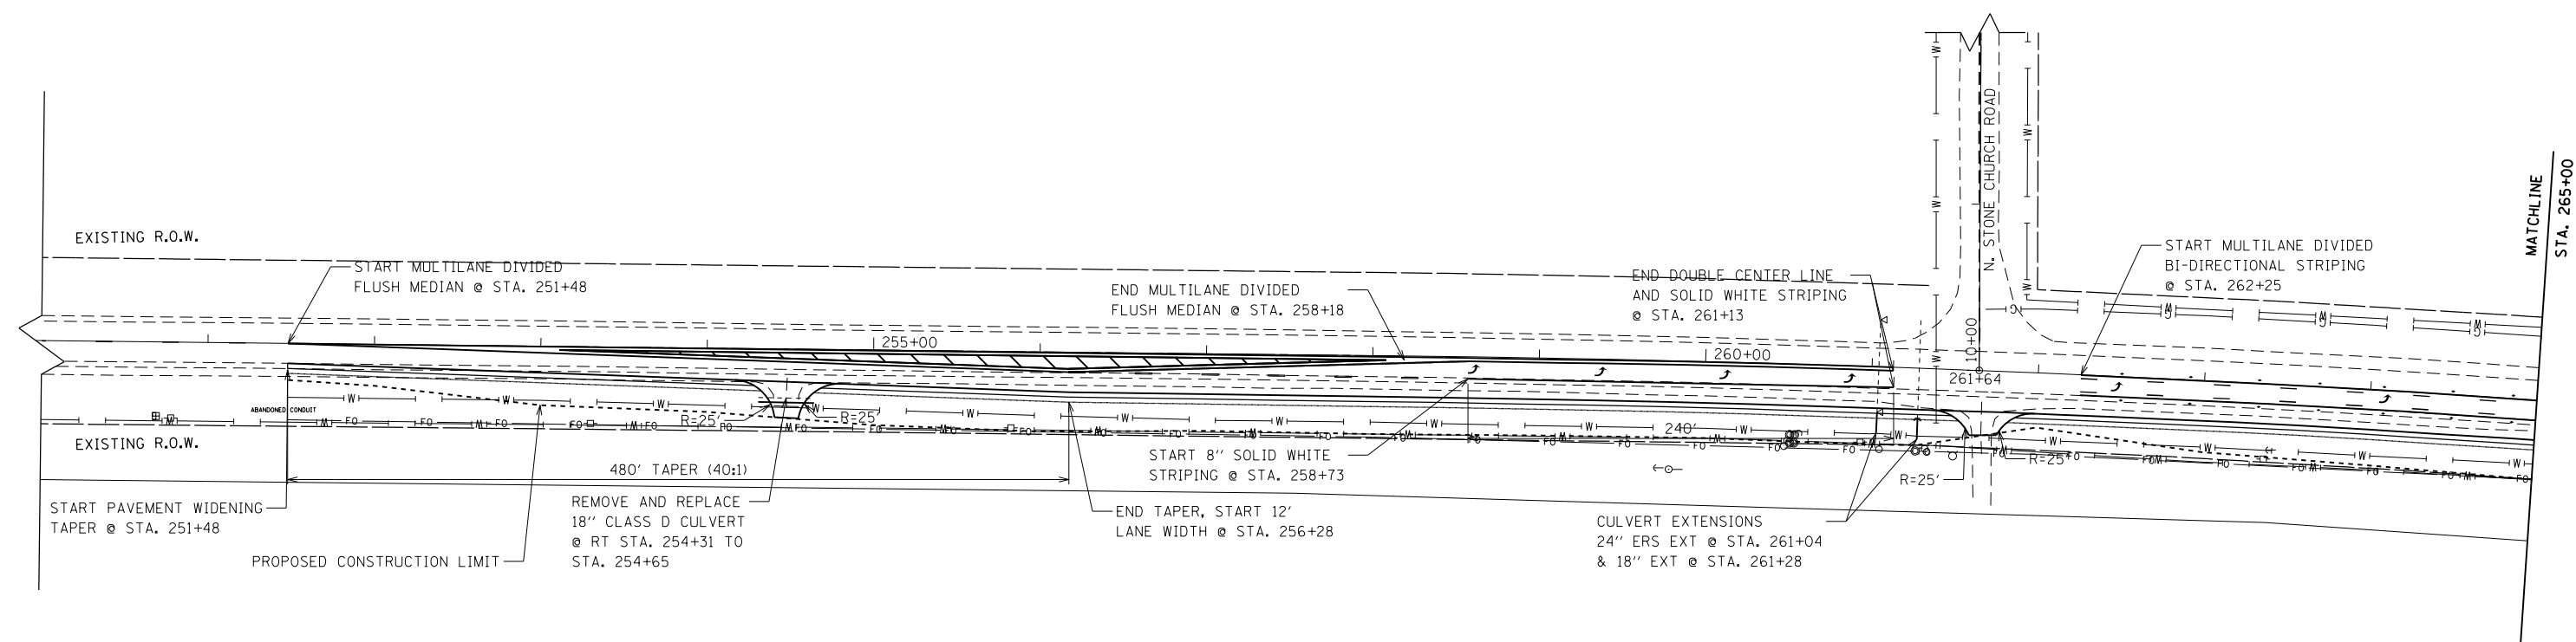 EXISTING R.O.W.
START MULTILANE DIVIDED
FLUSH MEDIAN @ STA. 251+48
255+00
END MULTILANE DIVIDED
FLUSH MEDIAN @ STA. 258+18
END DOUBLE CENTER LINE
AND SOLID WHITE STRIPING
@ STA. 261+13
260+00
N. STONE CHURCH ROAD
10+00
261+64
START MULTILANE DIVIDED
BI-DIRECTIONAL STRIPING
@ STA. 262+25
MATCHLINE
STA. 265+00
ABANDONED CONDUIT
EXISTING R.O.W.
R=25'
R=25'
240'
R=25'
R=25'
480' TAPER (40:1)
START 8'' SOLID WHITE
STRIPING @ STA. 258+73
START PAVEMENT WIDENING
TAPER @ STA. 251+48
PROPOSED CONSTRUCTION LIMIT
REMOVE AND REPLACE
18'' CLASS D CULVERT
@ RT STA. 254+31 TO
STA. 254+65
END TAPER, START 12'
LANE WIDTH @ STA. 256+28
CULVERT EXTENSIONS
24'' ERS EXT @ STA. 261+04
& 18'' EXT @ STA. 261+28